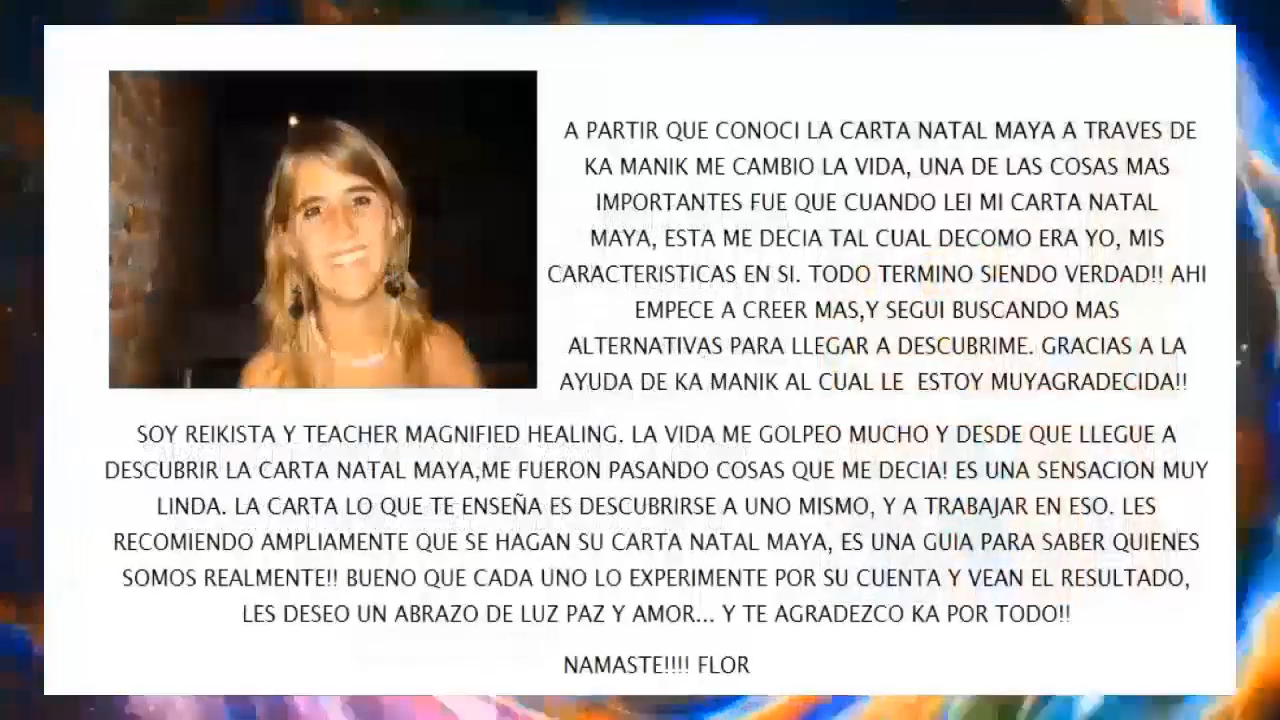 A PARTIR QUE CONOCI LA CARTA NATAL MAYA A TRAVES DE
KA MANIK ME CAMBIO LA VIDA, UNA DE LAS COSAS MAS
IMPORTANTES FUE QUE CUANDO LEI MI CARTA NATAL
MAYA, ESTA ME DECIA TAL CUAL DECOMO ERA YO, MIS
CARACTERISTICAS EN SI. TODO TERMINO SIENDO VERDAD!! AHI
EMPECE A CREER MAS,Y SEGUI BUSCANDO MAS
ALTERNATIVAS PARA LLEGAR A DESCUBRIME. GRACIAS A LA
AYUDA DE KA MANIK AL CUAL LE  ESTOY MUYAGRADECIDA!!
SOY REIKISTA Y TEACHER MAGNIFIED HEALING. LA VIDA ME GOLPEO MUCHO Y DESDE QUE LLEGUE A
DESCUBRIR LA CARTA NATAL MAYA,ME FUERON PASANDO COSAS QUE ME DECIA! ES UNA SENSACION MUY
LINDA. LA CARTA LO QUE TE ENSEÑA ES DESCUBRIRSE A UNO MISMO, Y A TRABAJAR EN ESO. LES
RECOMIENDO AMPLIAMENTE QUE SE HAGAN SU CARTA NATAL MAYA, ES UNA GUIA PARA SABER QUIENES
SOMOS REALMENTE!! BUENO QUE CADA UNO LO EXPERIMENTE POR SU CUENTA Y VEAN EL RESULTADO,
LES DESEO UN ABRAZO DE LUZ PAZ Y AMOR... Y TE AGRADEZCO KA POR TODO!!
NAMASTE!!!! FLOR